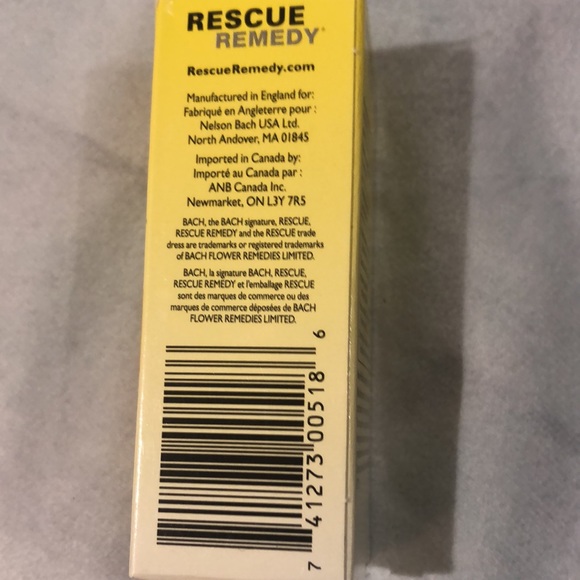 RESCUE
REMEDY®
RescueRemedy.com
Manufactured in England for:
Fabriqué en Angleterre pour :
Nelson Bach USA Ltd.
North Andover, MA 01845
Imported in Canada by:
Importé au Canada par :
ANB Canada Inc.
Newmarket, ON L3Y 7R5
BACH, the BACH signature, RESCUE,
RESCUE REMEDY and the RESCUE trade
dress are trademarks or registered trademarks
of BACH FLOWER REMEDIES LIMITED.
BACH, la signature BACH, RESCUE,
RESCUE REMEDY et l'emballage RESCUE
sont des marques de commerce ou des
marques de commerce déposées de BACH
FLOWER REMEDIES LIMITED.
7 41273 00518 6